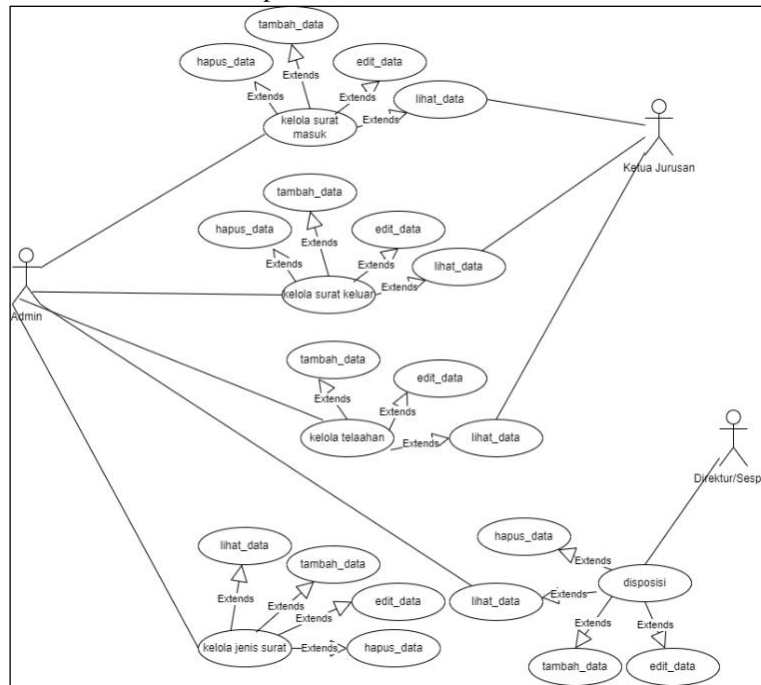 tambah_data
hapus_data
edit_data
Extends
Extends
Extends
lihat_data
Extends
kelola surat
masuk
Ketua Jurusan
tambah_data
hapus_data
edit_data
Extends
Extends
Extends
lihat_data
Extends
kelola surat keluar
Admin
tambah_data
edit_data
Extends
Extends
kelola telaahan
Extends
lihat_data
Direktur/Sesp
hapus_data
lihat_data
tambah_data
Extends
disposisi
Extends
Extends
edit_data
lihat_data
Extends
Extends
Extends
Extends
kelola jenis surat
Extends
hapus_data
tambah_data
edit_data